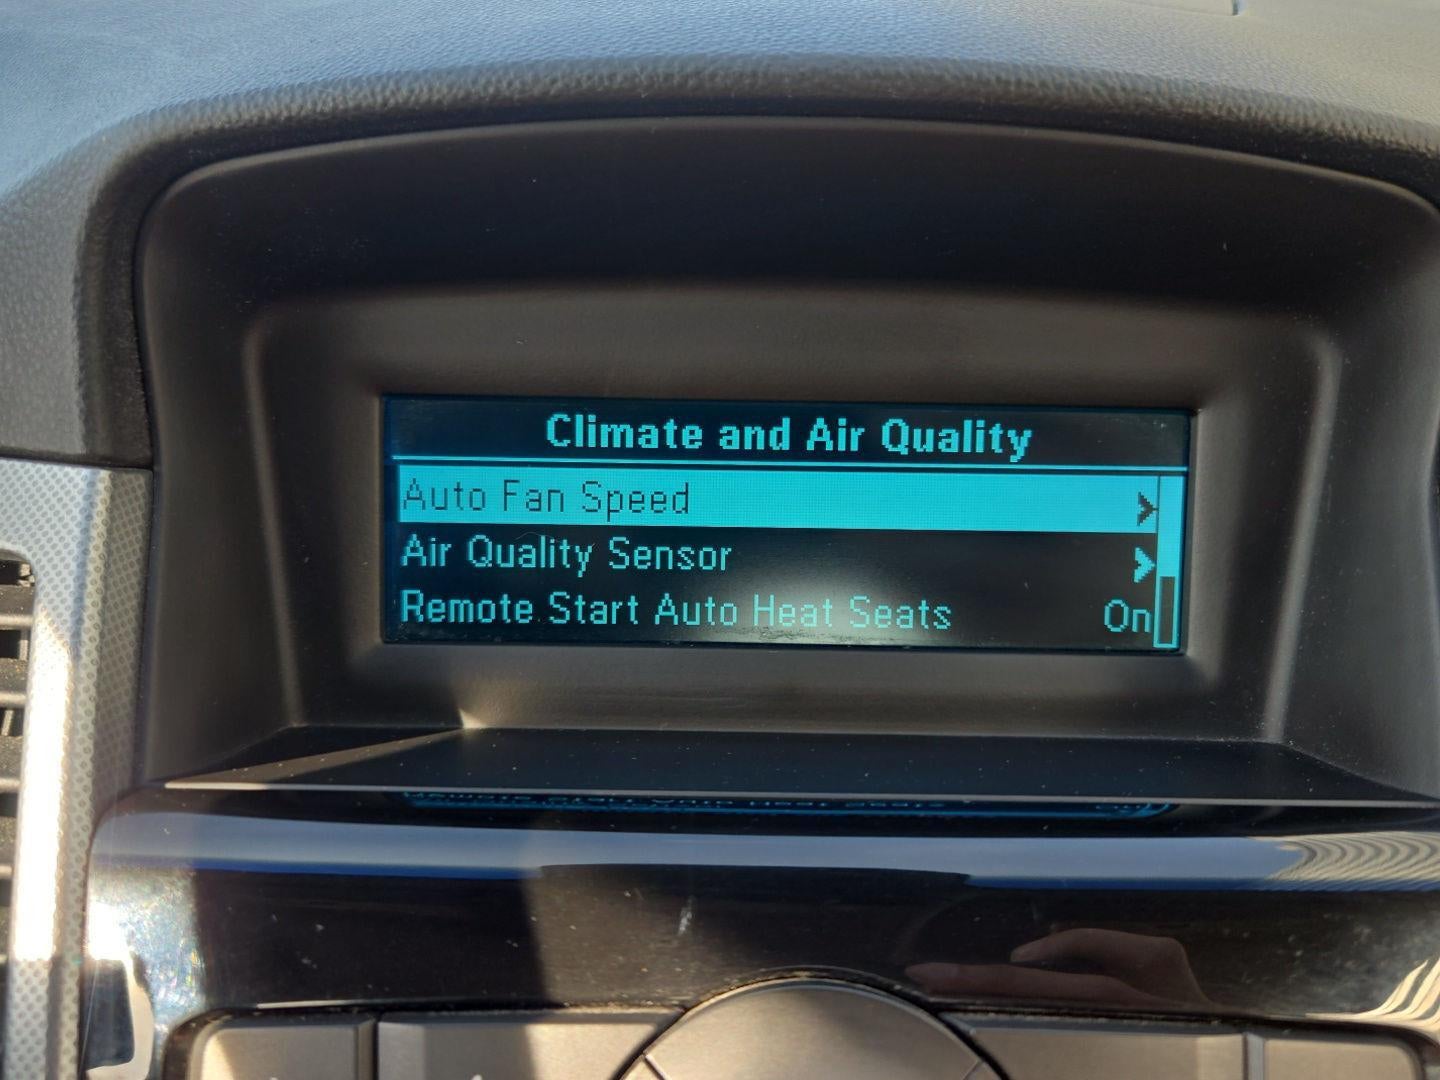 Climate and Air Quality
Auto Fan Speed >
Air Quality Sensor >
Remote Start Auto Heat Seats On